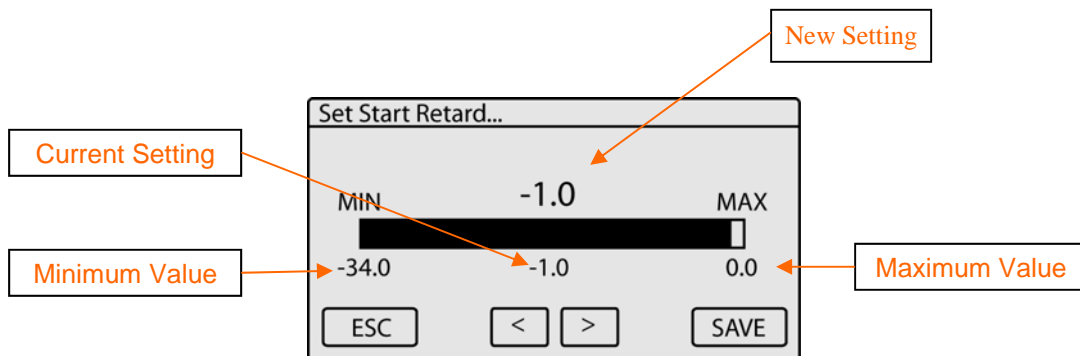 New Setting
Set Start Retard...
Current Setting
-1.0
MIN
MAX
Minimum Value
-34.0
-1.0
0.0
Maximum Value
ESC
<
>
SAVE